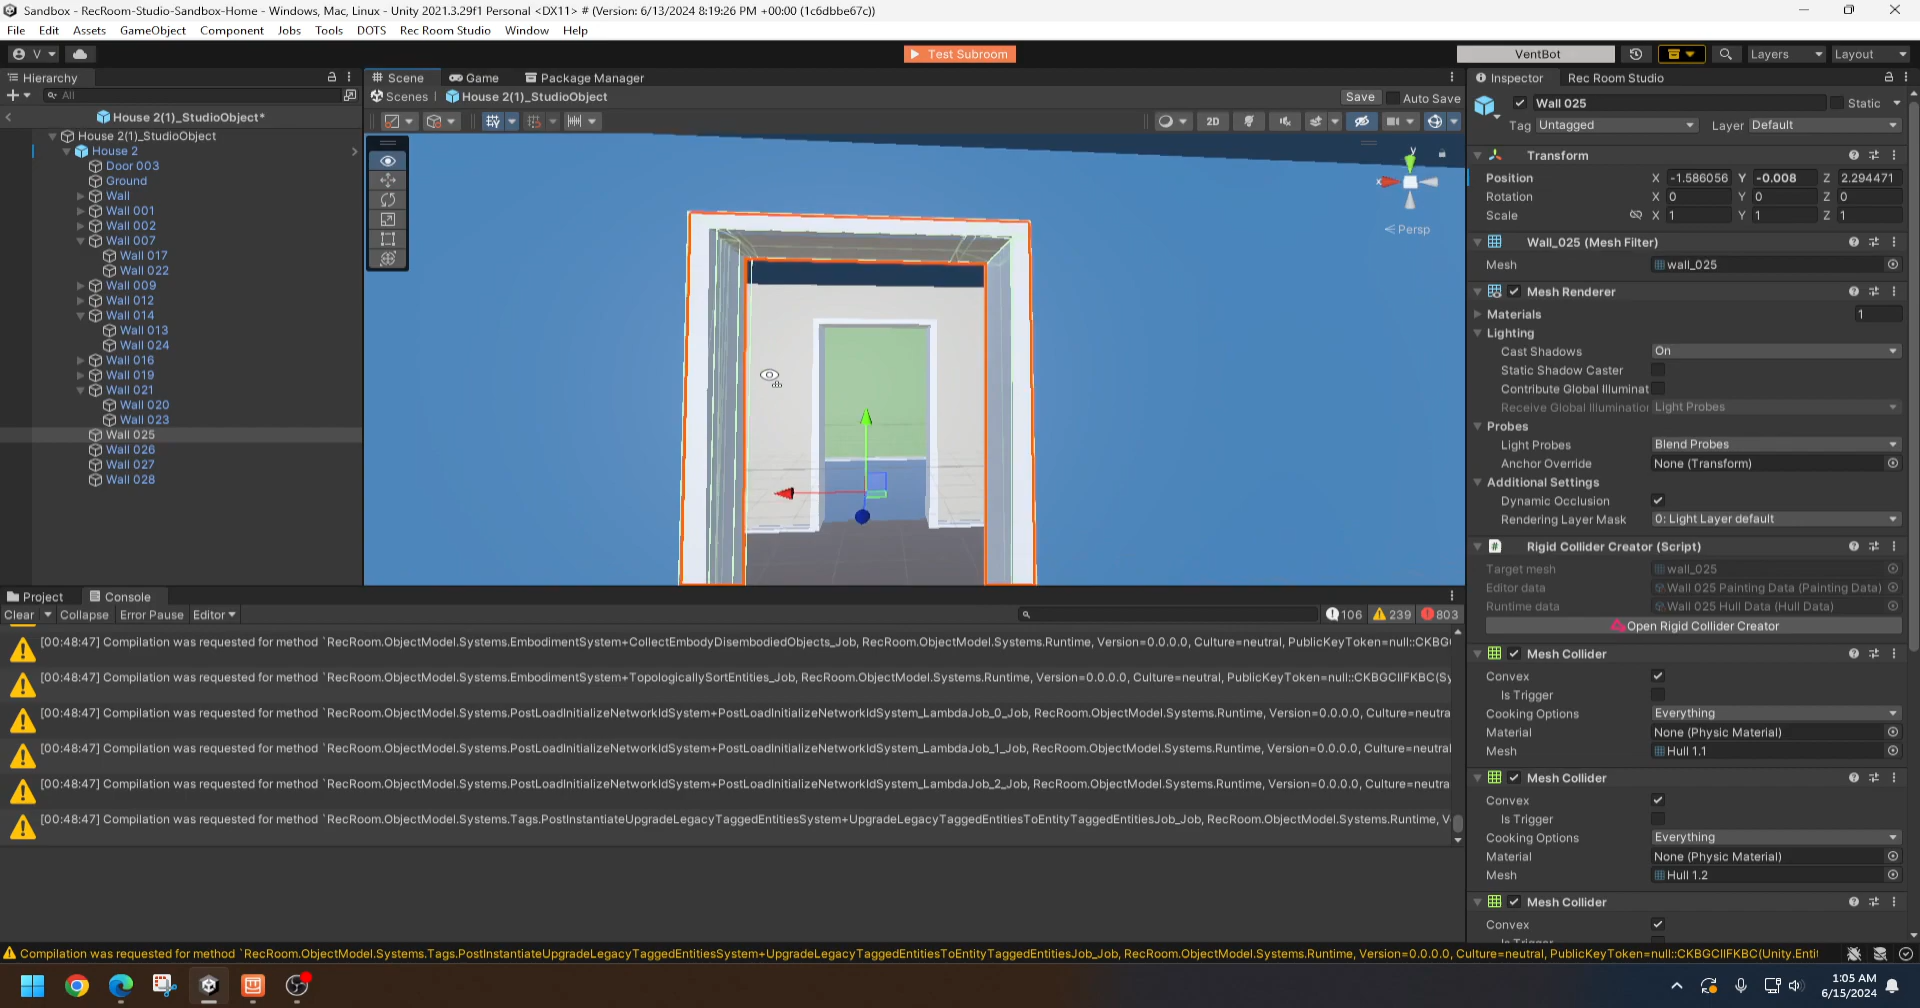 Sandbox - RecRoom-Studio-Sandbox-Home - Windows, Mac, Linux - Unity 2021.3.29f1 Personal <DX11> # (Version: 6/13/2024 8:19:26 PM +00:00 (1c6dbbe67c))
File Edit Assets GameObject Component Jobs Tools DOTS Rec Room Studio Window Help
V Test Subroom VentBot Layers Layout
Hierarchy Scene Game Package Manager Inspector Rec Room Studio
All Scenes House 2(1)_StudioObject Save Auto Save
House 2(1)_StudioObject*
House 2(1)_StudioObject
House 2
Door 003
Ground
Wall
Wall 001
Wall 002
Wall 007
Wall 017
Wall 022
Wall 009
Wall 012
Wall 014
Wall 013
Wall 024
Wall 016
Wall 019
Wall 021
Wall 020
Wall 023
Wall 025
Wall 026
Wall 027
Wall 028
2D
y
x
Persp
Wall 025 Static
Tag Untagged Layer Default
Transform
Position X -1.586056 Y -0.008 Z 2.294471
Rotation X 0 Y 0 Z 0
Scale X 1 Y 1 Z 1
Wall_025 (Mesh Filter)
Mesh wall_025
Mesh Renderer
Materials 1
Lighting
Cast Shadows On
Static Shadow Caster
Contribute Global Illuminat
Receive Global Illumination Light Probes
Probes
Light Probes Blend Probes
Anchor Override None (Transform)
Additional Settings
Dynamic Occlusion
Rendering Layer Mask 0: Light Layer default
Rigid Collider Creator (Script)
Target mesh wall_025
Editor data Wall 025 Painting Data (Painting Data)
Runtime data Wall 025 Hull Data (Hull Data)
Open Rigid Collider Creator
Mesh Collider
Convex
Is Trigger
Cooking Options Everything
Material None (Physic Material)
Mesh Hull 1.1
Mesh Collider
Convex
Is Trigger
Cooking Options Everything
Material None (Physic Material)
Mesh Hull 1.2
Mesh Collider
Convex
Is Trigger
Project Console
Clear Collapse Error Pause Editor 106 239 803
[00:48:47] Compilation was requested for method `RecRoom.ObjectModel.Systems.EmbodimentSystem+CollectEmbodyDisembodiedObjects_Job, RecRoom.ObjectModel.Systems.Runtime, Version=0.0.0.0, Culture=neutral, PublicKeyToken=null::CKBG
[00:48:47] Compilation was requested for method `RecRoom.ObjectModel.Systems.EmbodimentSystem+TopologicallySortEntities_Job, RecRoom.ObjectModel.Systems.Runtime, Version=0.0.0.0, Culture=neutral, PublicKeyToken=null::CKBGCIIFKBC(Sy
[00:48:47] Compilation was requested for method `RecRoom.ObjectModel.Systems.PostLoadInitializeNetworkIdSystem+PostLoadInitializeNetworkIdSystem_LambdaJob_0_Job, RecRoom.ObjectModel.Systems.Runtime, Version=0.0.0.0, Culture=neutra
[00:48:47] Compilation was requested for method `RecRoom.ObjectModel.Systems.PostLoadInitializeNetworkIdSystem+PostLoadInitializeNetworkIdSystem_LambdaJob_1_Job, RecRoom.ObjectModel.Systems.Runtime, Version=0.0.0.0, Culture=neutral
[00:48:47] Compilation was requested for method `RecRoom.ObjectModel.Systems.PostLoadInitializeNetworkIdSystem+PostLoadInitializeNetworkIdSystem_LambdaJob_2_Job, RecRoom.ObjectModel.Systems.Runtime, Version=0.0.0.0, Culture=neutra
[00:48:47] Compilation was requested for method `RecRoom.ObjectModel.Systems.Tags.PostInstantiateUpgradeLegacyTaggedEntitiesSystem+UpgradeLegacyTaggedEntitiesToEntityTaggedEntitiesJob_Job, RecRoom.ObjectModel.Systems.Runtime, V
Compilation was requested for method `RecRoom.ObjectModel.Systems.Tags.PostInstantiateUpgradeLegacyTaggedEntitiesSystem+UpgradeLegacyTaggedEntitiesToEntityTaggedEntitiesJob_Job, RecRoom.ObjectModel.Systems.Runtime, Version=0.0.0.0, Culture=neutral, PublicKeyToken=null::CKBGCIIFKBC(Unity.Entit
1:05 AM
6/15/2024